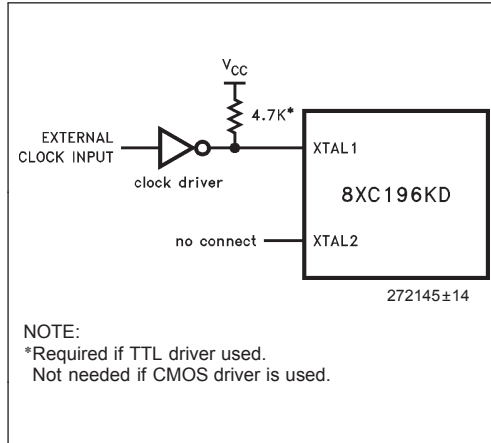 VCC
4.7K*
EXTERNAL
CLOCK INPUT
clock driver
XTAL1
8XC196KD
no connect
XTAL2
272145±14
NOTE:
*Required if TTL driver used.
Not needed if CMOS driver is used.